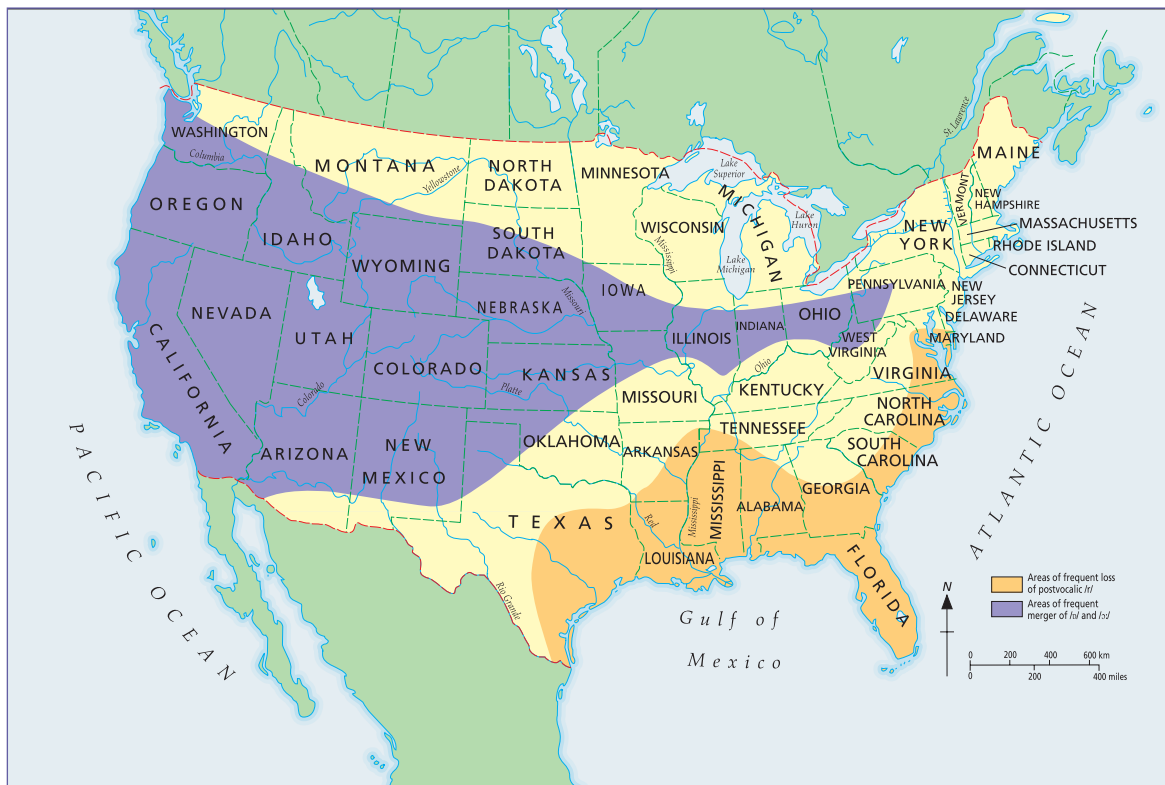 WASHINGTON
Columbia
MONTANA
Yellowstone
NORTH
DAKOTA
MINNESOTA
Lake
Superior
St. Lawrence
MAINE
VERMONT
NEW
HAMPSHIRE
OREGON
IDAHO
WYOMING
SOUTH
DAKOTA
WISCONSIN
Mississippi
MICHIGAN
Lake
Huron
Lake
Michigan
NEW
YORK
MASSACHUSETTS
RHODE ISLAND
CONNECTICUT
NEVADA
UTAH
NEBRASKA
Missouri
IOWA
ILLINOIS
INDIANA
OHIO
PENNSYLVANIA
NEW
JERSEY
DELAWARE
MARYLAND
WEST
VIRGINIA
VIRGINIA
CALIFORNIA
Colorado
COLORADO
Platte
KANSAS
MISSOURI
Ohio
KENTUCKY
NORTH
CAROLINA
ARIZONA
NEW
MEXICO
OKLAHOMA
ARKANSAS
TENNESSEE
SOUTH
CAROLINA
TEXAS
Red
Mississippi
MISSISSIPPI
ALABAMA
GEORGIA
LOUISIANA
FLORIDA
Rio Grande
PACIFIC OCEAN
ATLANTIC OCEAN
Gulf of
Mexico
Areas of frequent loss
of postvocalic /r/
Areas of frequent
merger of /ɒ/ and /ɔː/
N
0 200 400 600 km
0 200 400 miles